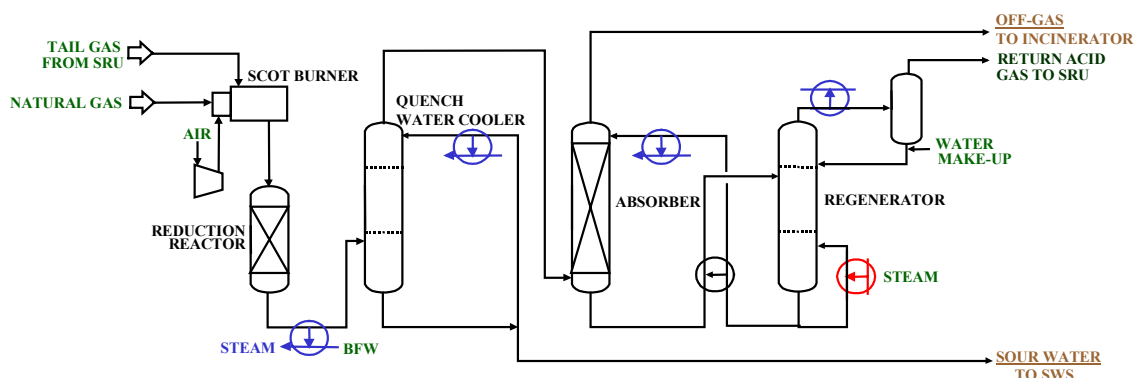 TAIL GAS
FROM SRU
NATURAL GAS
SCOT BURNER
AIR
REDUCTION
REACTOR
STEAM
BFW
QUENCH
WATER COOLER
ABSORBER
REGENERATOR
STEAM
WATER
MAKE-UP
OFF-GAS
TO INCINERATOR
RETURN ACID
GAS TO SRU
SOUR WATER
TO SWS